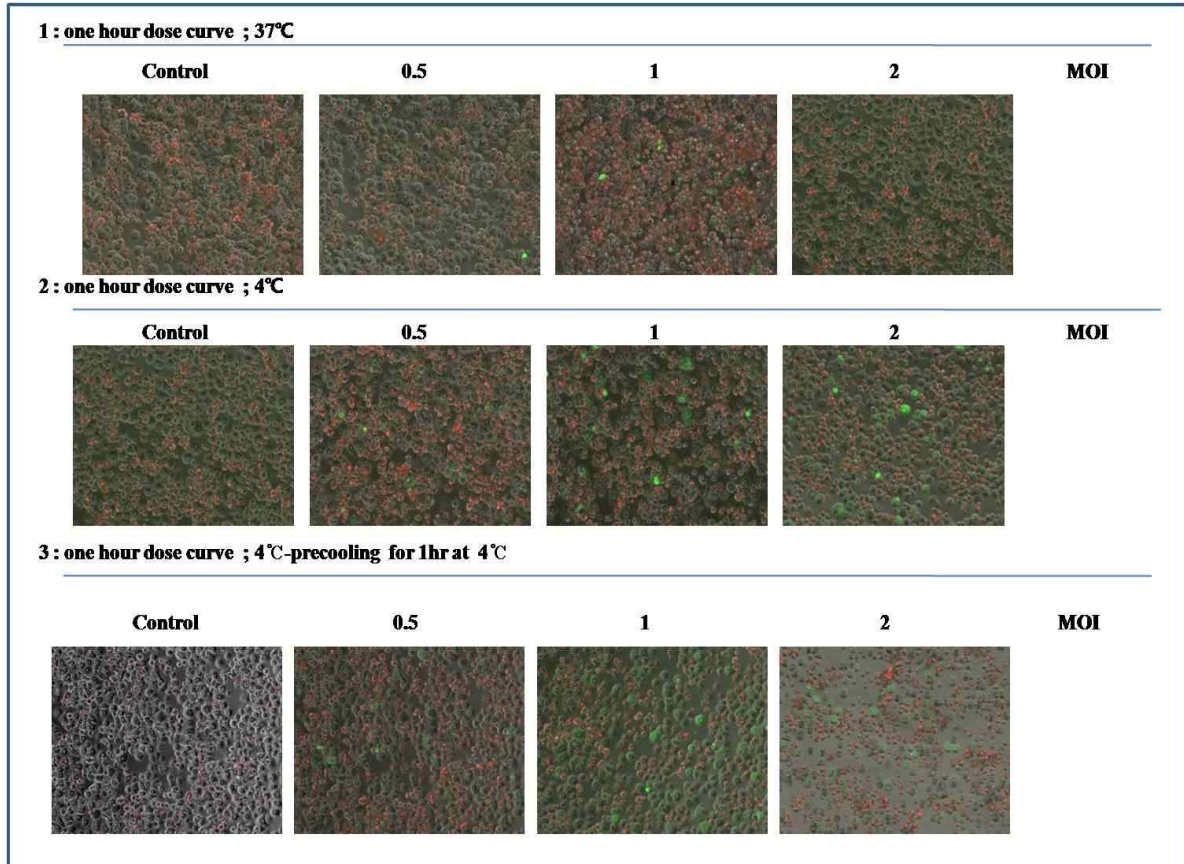 1 : one hour dose curve ; 37℃
Control 0.5 1 2 MOI
2 : one hour dose curve ; 4℃
Control 0.5 1 2 MOI
3 : one hour dose curve ; 4℃-precooling for 1hr at 4℃
Control 0.5 1 2 MOI